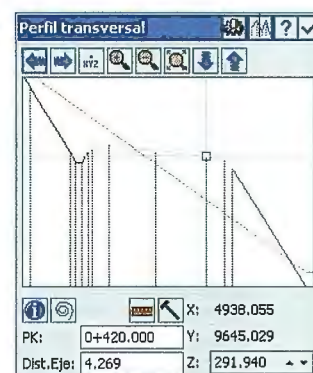 Perfil transversal
?
XYZ
X: 4938.055
PK: 0+420.000 Y: 9645.029
Dist.Eje: 4.269 Z: 291.940